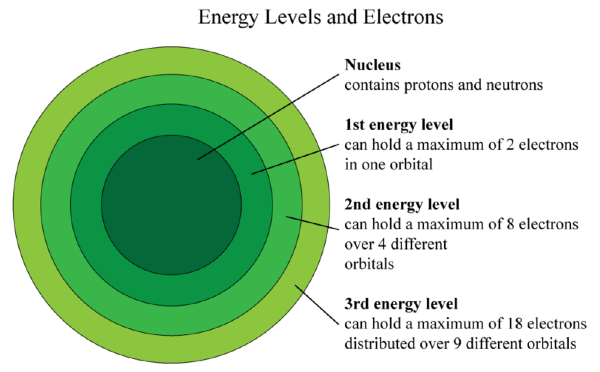 Energy Levels and Electrons
Nucleus
contains protons and neutrons
1st energy level
can hold a maximum of 2 electrons
in one orbital
2nd energy level
can hold a maximum of 8 electrons
over 4 different
orbitals
3rd energy level
can hold a maximum of 18 electrons
distributed over 9 different orbitals